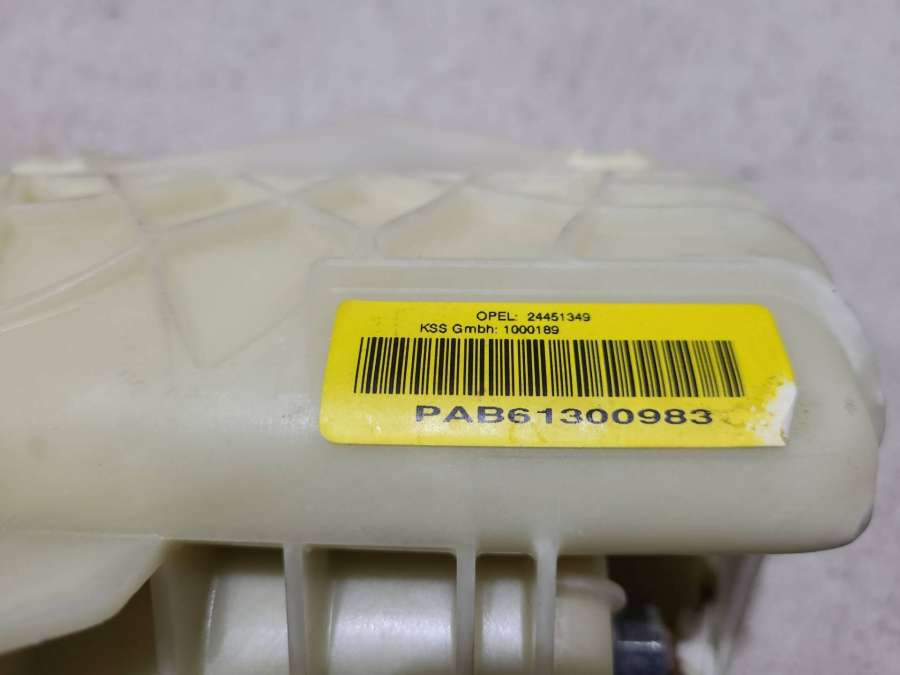 OPEL: 24451349
KSS Gmbh: 1000189
PAB61300983